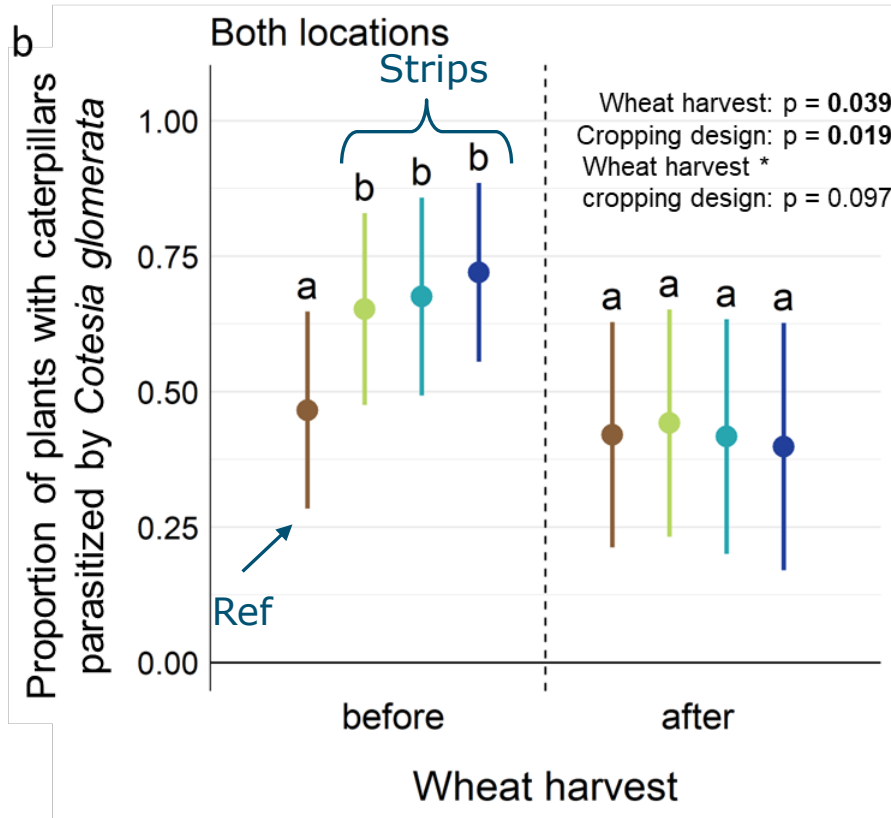 b
Both locations
Strips
Proportion of plants with caterpillars
parasitized by Cotesia glomerata
Wheat harvest: p = 0.039
Cropping design: p = 0.019
Wheat harvest *
cropping design: p = 0.097
1.00
0.75
0.50
0.25
0.00
a
b
b
b
a
a
a
a
Ref
before
after
Wheat harvest